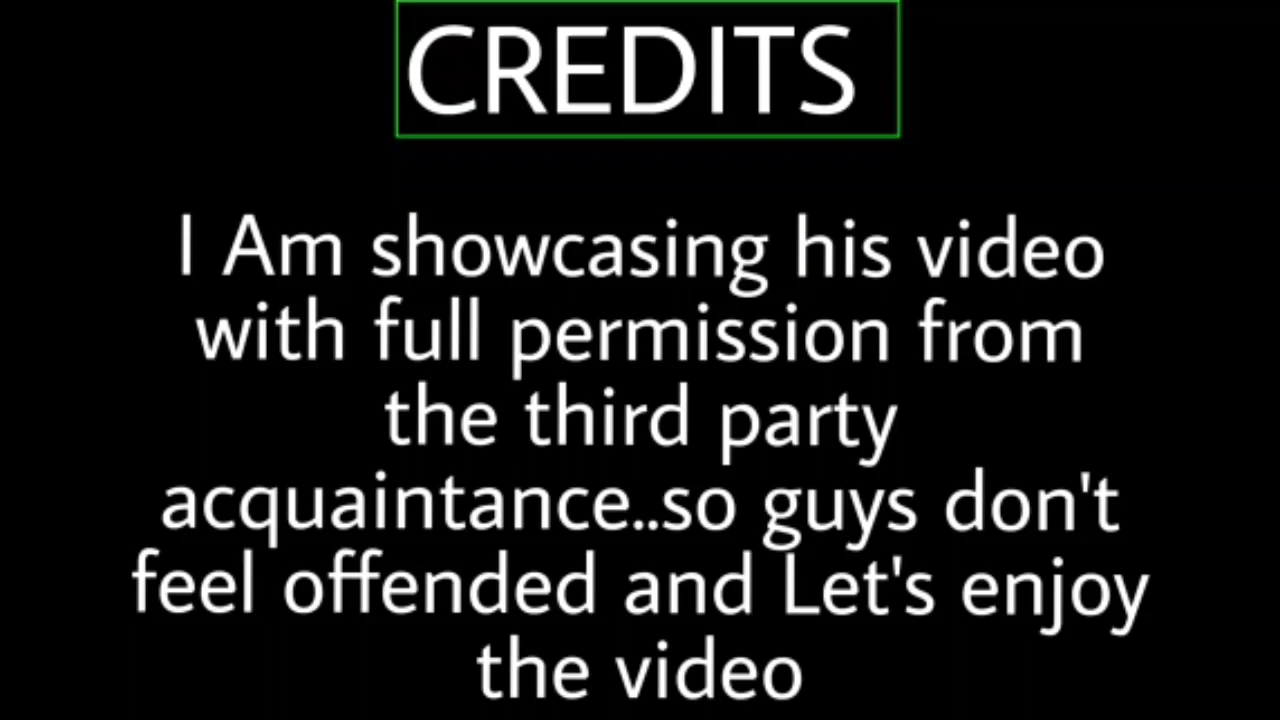 CREDITS
I Am showcasing his video
with full permission from
the third party
acquaintance..so guys don't
feel offended and Let's enjoy
the video